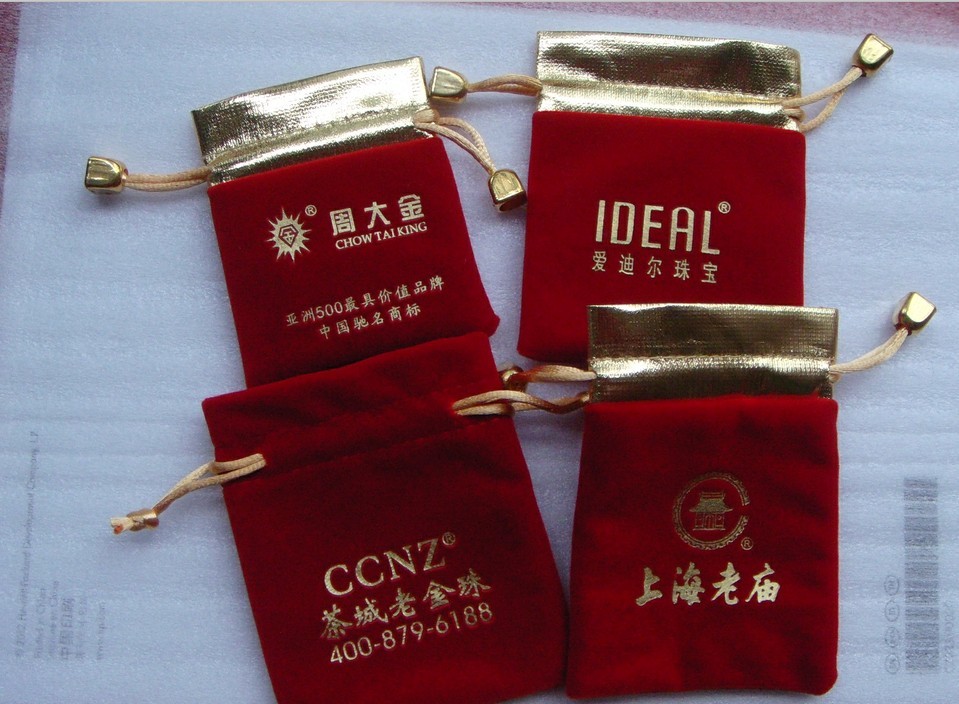 周大金®
CHOW TAI KING
亚洲500最具价值品牌
中国驰名商标
IDEAL®
爱迪尔珠宝
CCNZ®
茶城老金珠
400-879-6188
®
上海老庙